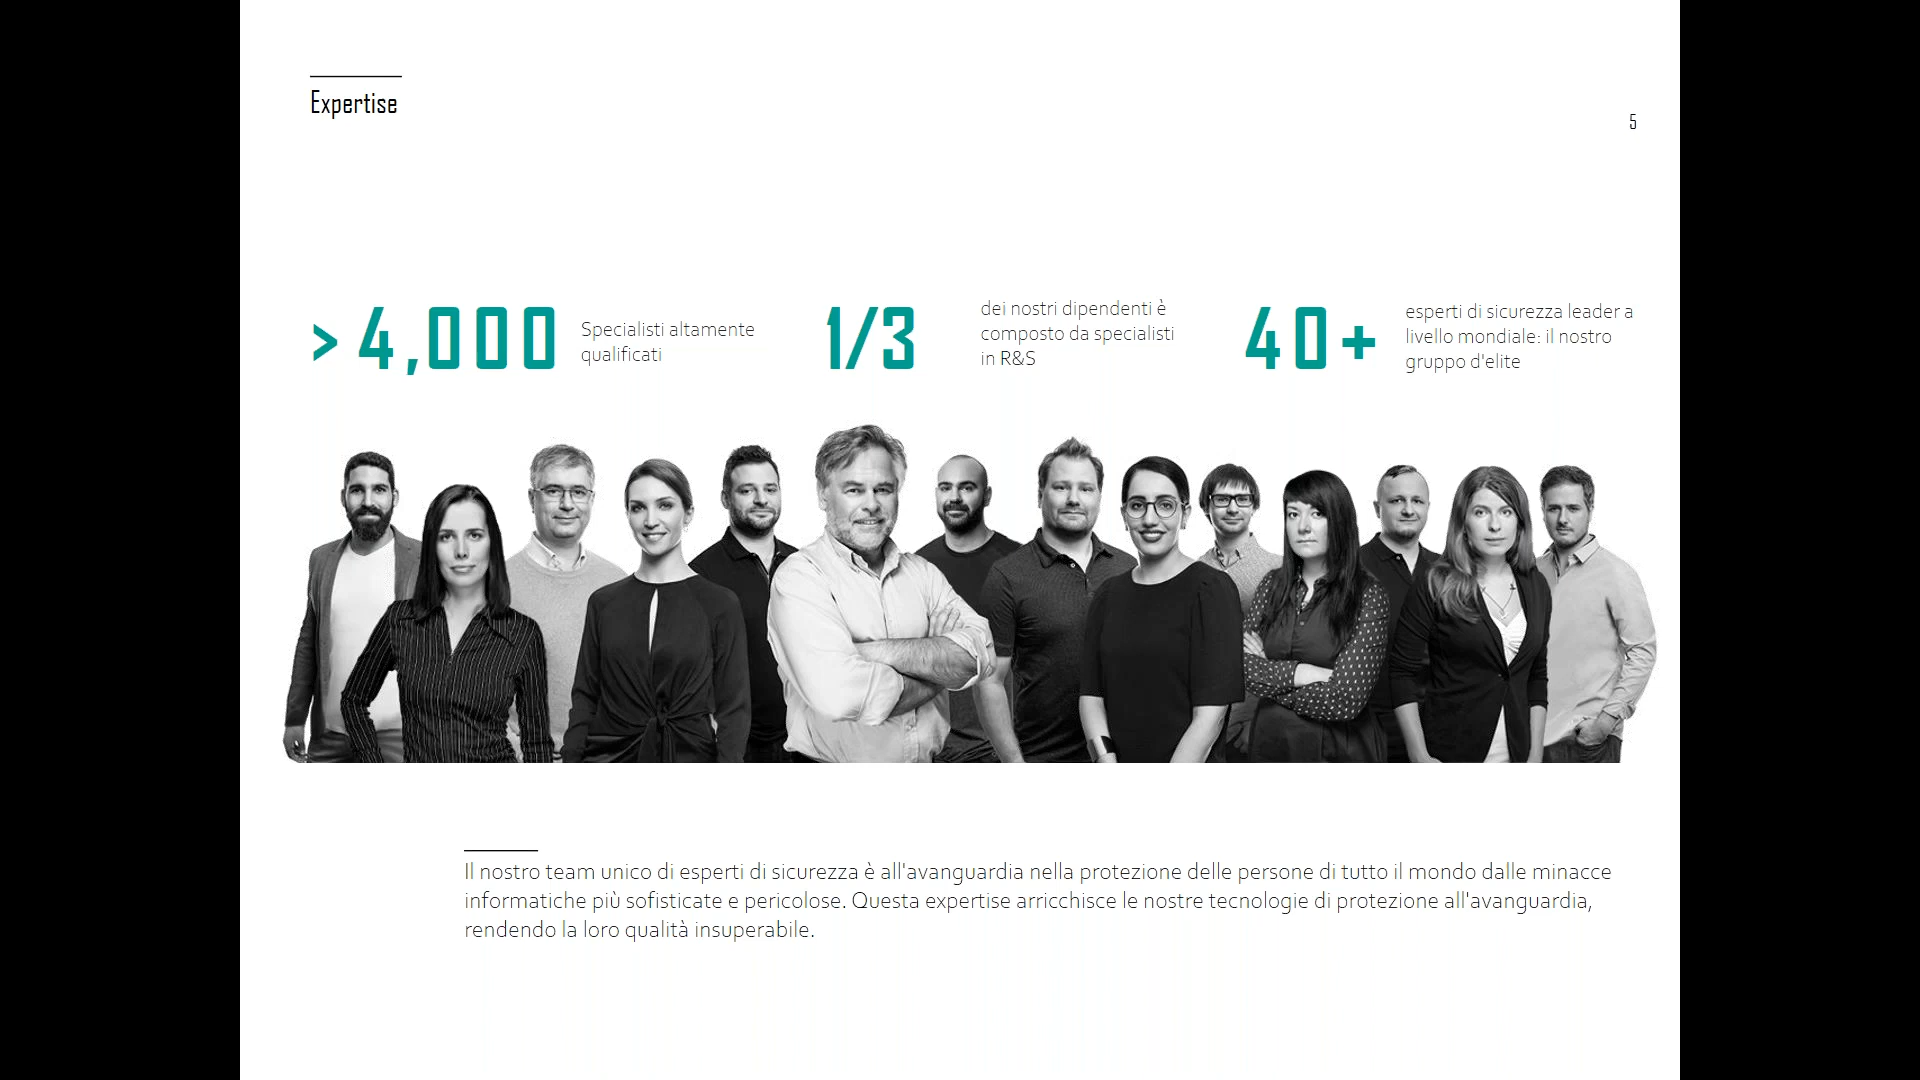 Expertise
5
> 4,000
Specialisti altamente
qualificati
1/3
dei nostri dipendenti è
composto da specialisti
in R&S
40+
esperti di sicurezza leader a
livello mondiale: il nostro
gruppo d'elite
Il nostro team unico di esperti di sicurezza è all'avanguardia nella protezione delle persone di tutto il mondo dalle minacce
informatiche più sofisticate e pericolose. Questa expertise arricchisce le nostre tecnologie di protezione all'avanguardia,
rendendo la loro qualità insuperabile.